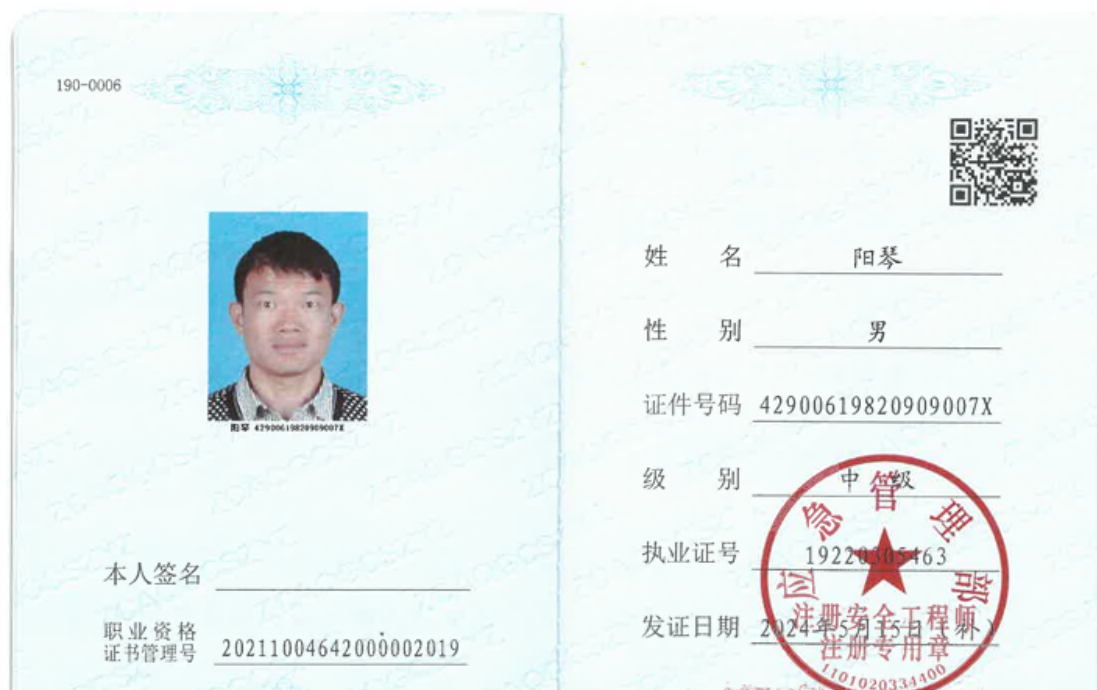 190-0006
阳琴 42900619820909007X
本人签名
职业资格
证书管理号 20211004642000002019
姓 名 阳琴
性 别 男
证件号码 42900619820909007X
级 别 中 级
执业证号 19220305463
发证日期 2024年5月15日（补）
应急管理部
注册安全工程师
注册专用章
1101020334400